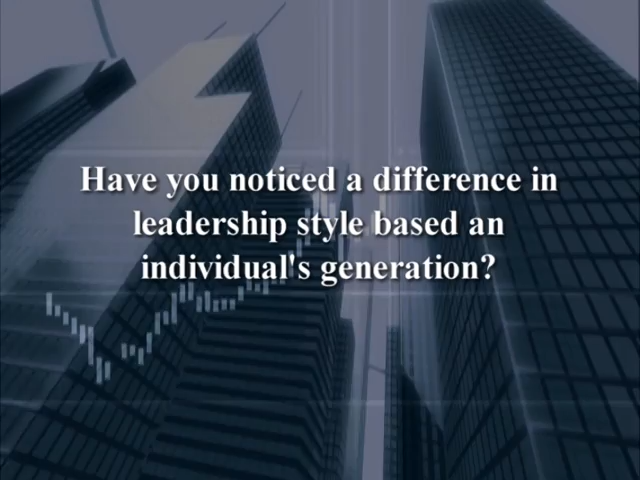 Have you noticed a difference in
leadership style based an
individual's generation?